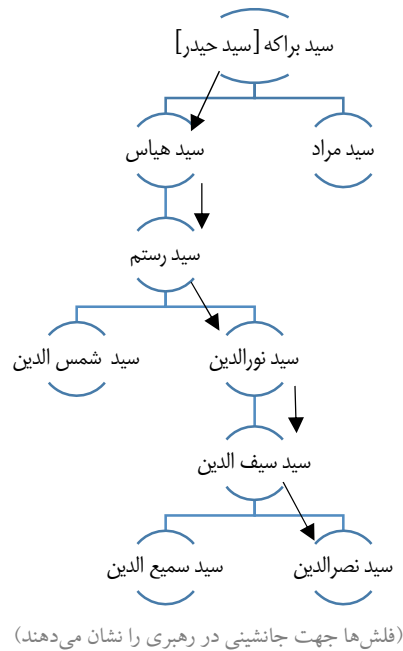 سید براکه [سید حیدر]
سید مراد
سید هیاس
سید رستم
سید نورالدین
سید شمس الدین
سید سیف الدین
سید نصرالدین
سید سمیع الدین
(فلش‌ها جهت جانشینی در رهبری را نشان می‌دهند)